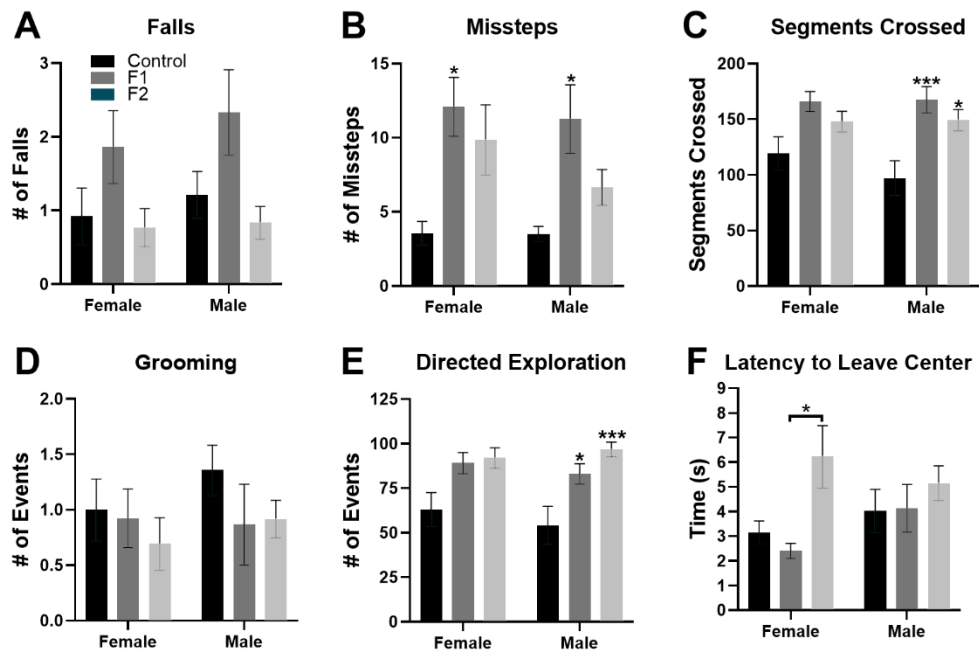 A Falls
Control
F1
F2
# of Falls
3
2
1
0
Female Male
B Missteps
# of Missteps
15
10
5
0
* *
Female Male
C Segments Crossed
Segments Crossed
200
150
100
50
0
*** *
Female Male
D Grooming
# of Events
2.0
1.5
1.0
0.5
0.0
Female Male
E Directed Exploration
# of Events
125
100
75
50
25
0
* ***
Female Male
F Latency to Leave Center
Time (s)
9
8
7
6
5
4
3
2
1
0
*
Female Male